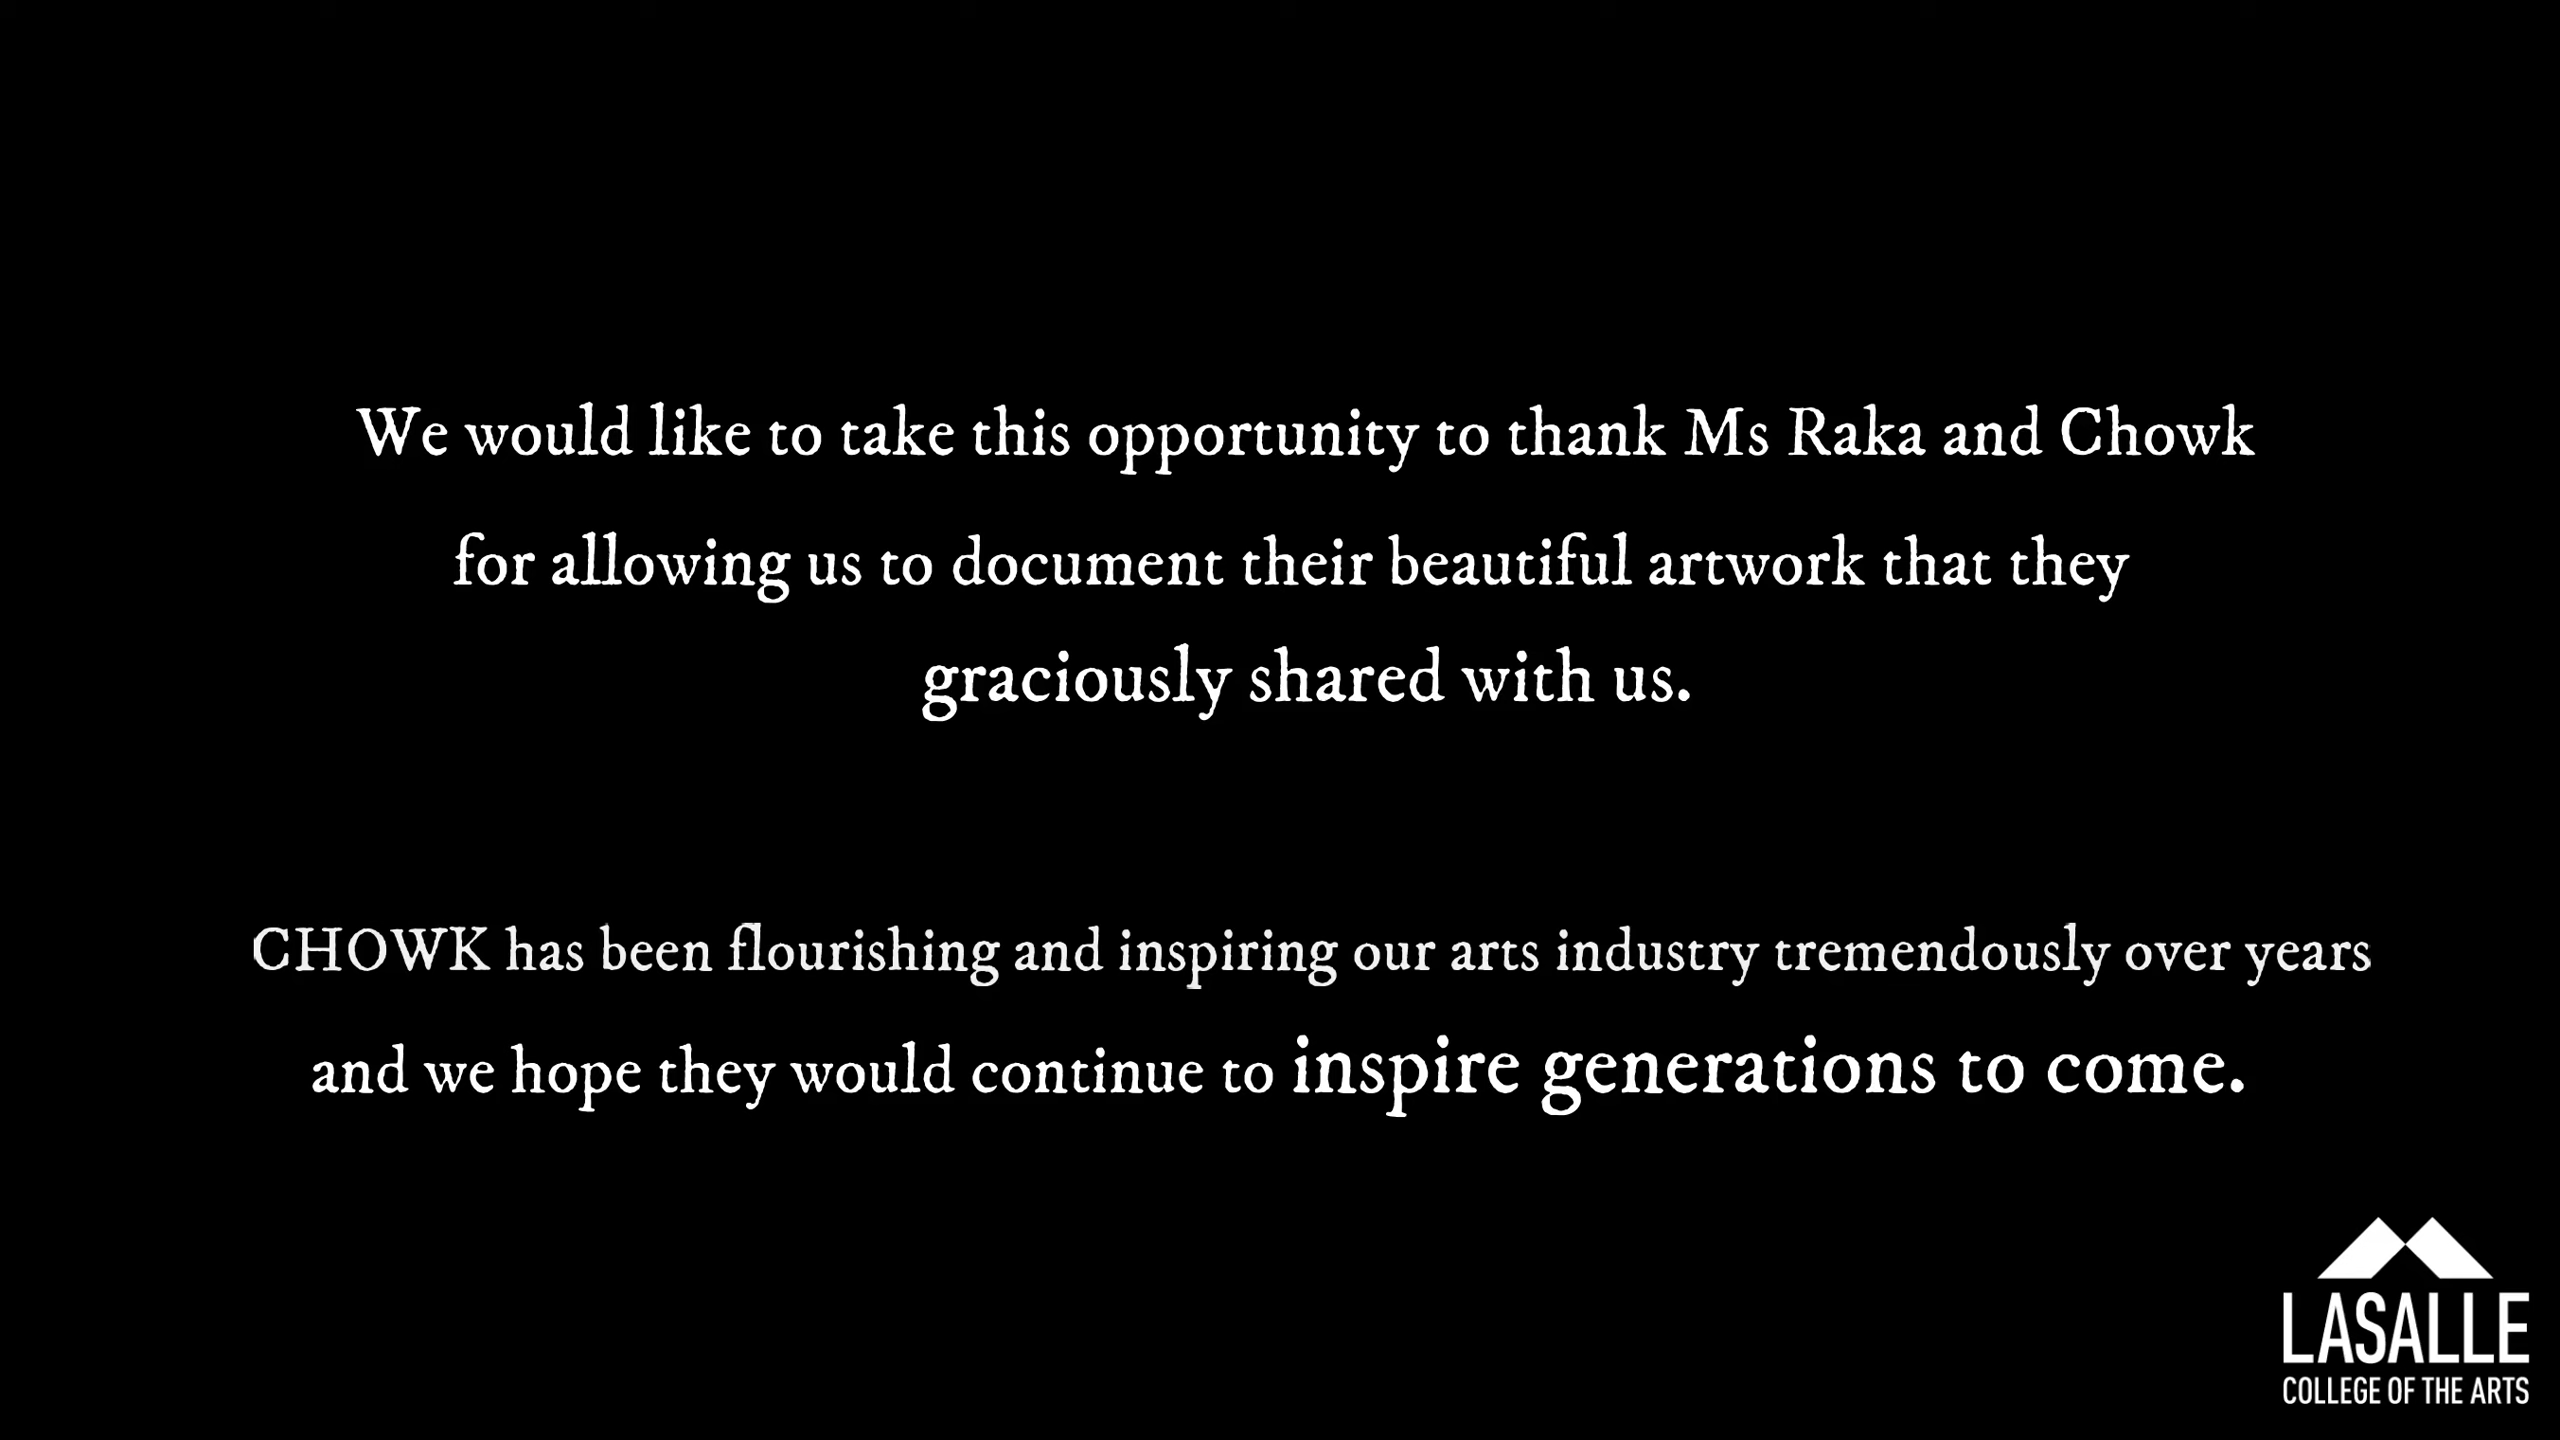 We would like to take this opportunity to thank Ms Raka and Chowk
for allowing us to document their beautiful artwork that they
graciously shared with us.
CHOWK has been flourishing and inspiring our arts industry tremendously over years
and we hope they would continue to inspire generations to come.
LASALLE
COLLEGE OF THE ARTS